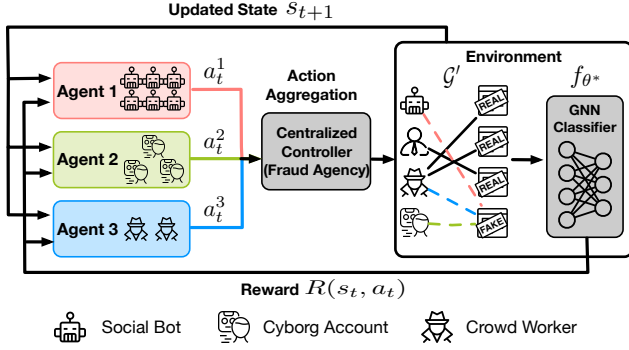 Updated State s_{t+1}
Agent 1
a_t^1
Agent 2
a_t^2
Agent 3
a_t^3
Action
Aggregation
Centralized
Controller
(Fraud Agency)
Environment
G'
f_{θ*}
REAL
REAL
REAL
FAKE
GNN
Classifier
Reward R(s_t, a_t)
Social Bot
Cyborg Account
Crowd Worker